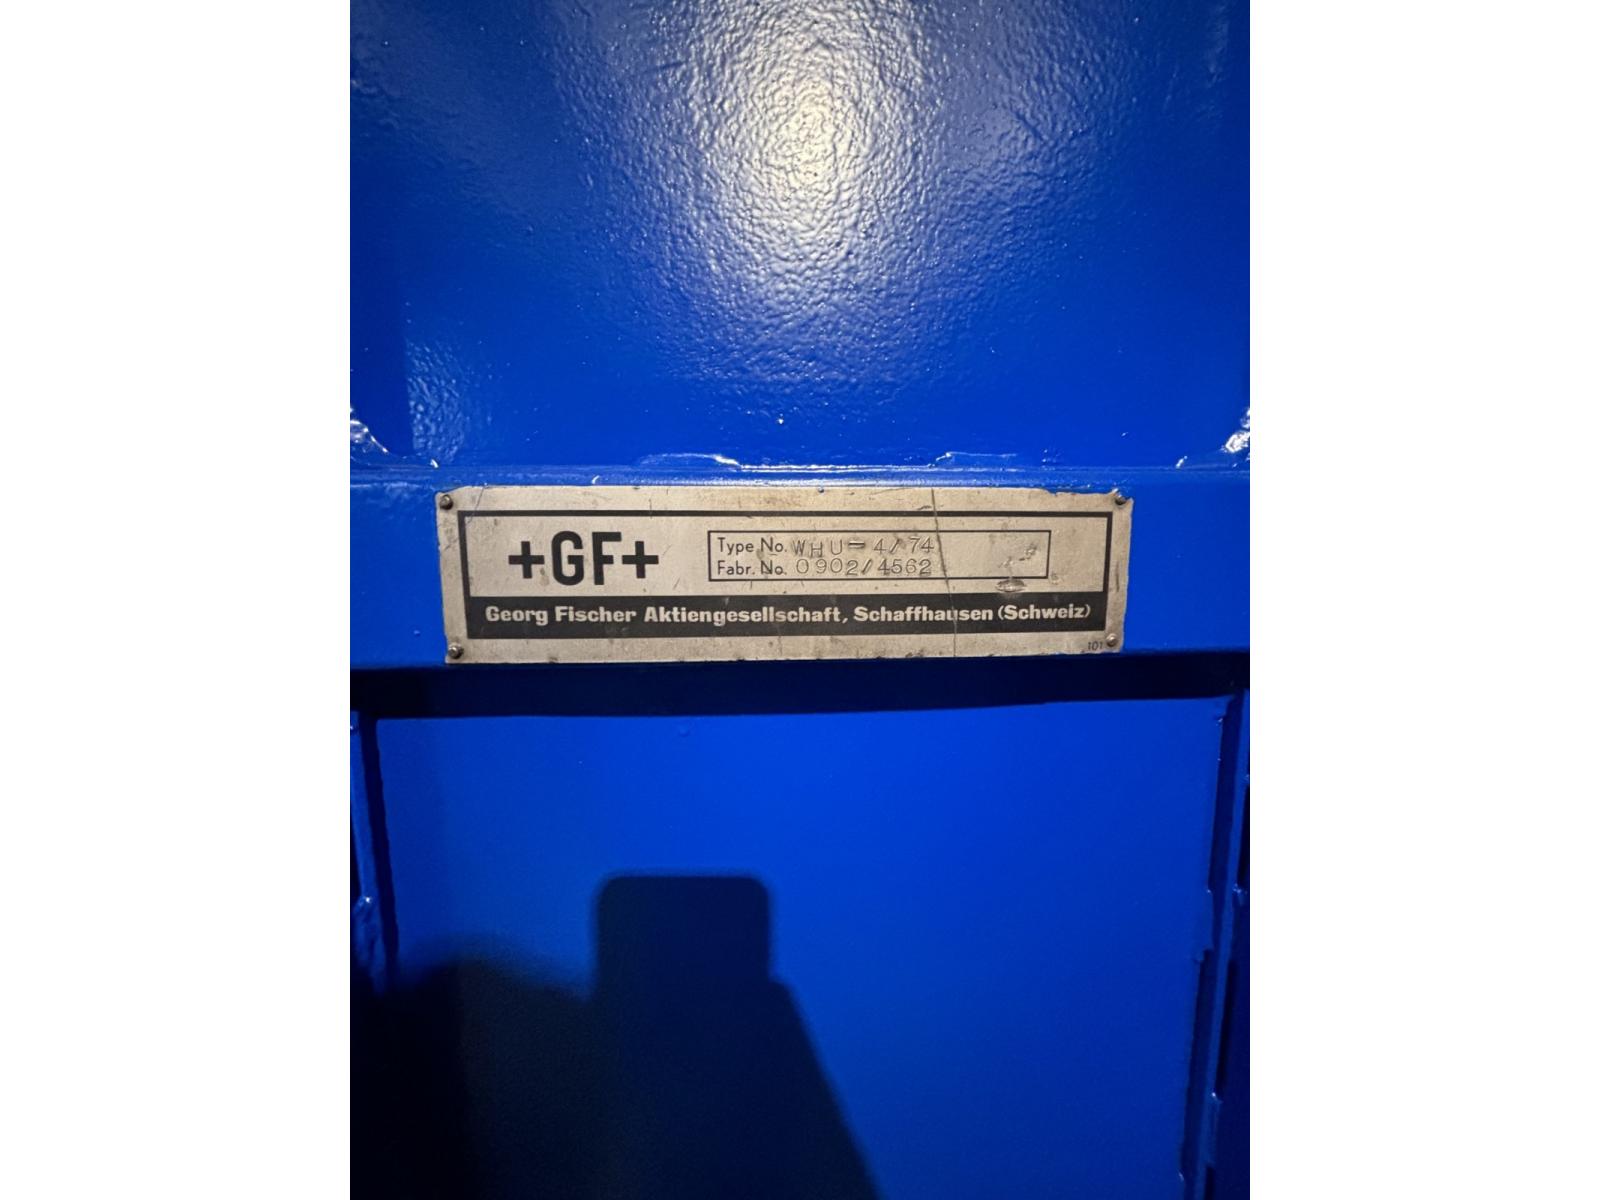 +GF+
Type No. WHU-4/74
Fabr. No. 0902/4562
Georg Fischer Aktiengesellschaft, Schaffhausen (Schweiz)
101